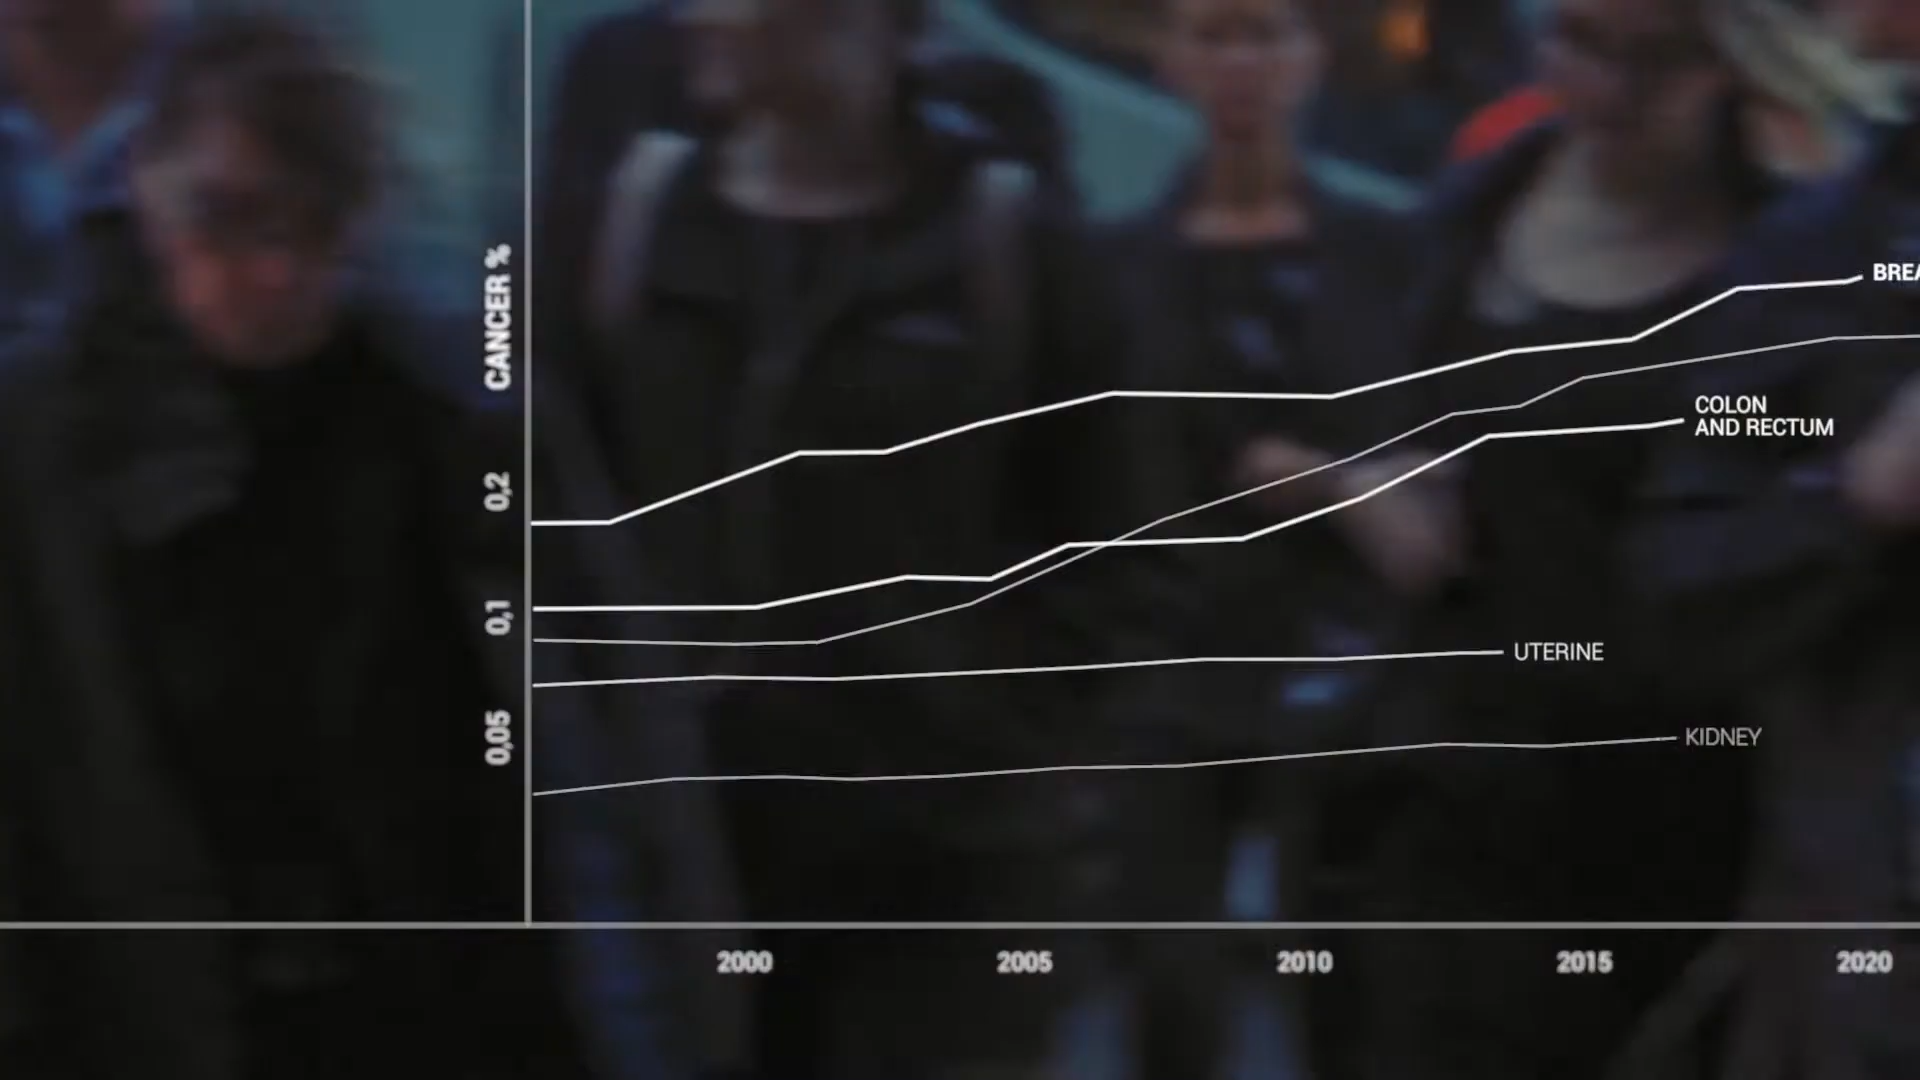 CANCER %
0,2
0,1
0,05
BREA
COLON
AND RECTUM
UTERINE
KIDNEY
2000
2005
2010
2015
2020